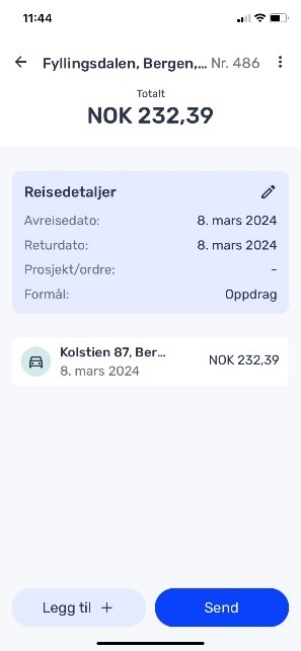 11:44
Fyllingsdalen, Bergen,... Nr. 486
Totalt
NOK 232,39
Reisedetaljer
Avreisedato: 8. mars 2024
Returdato: 8. mars 2024
Prosjekt/ordre: -
Formål: Oppdrag
Kolstien 87, Ber... NOK 232,39
8. mars 2024
Legg til + Send